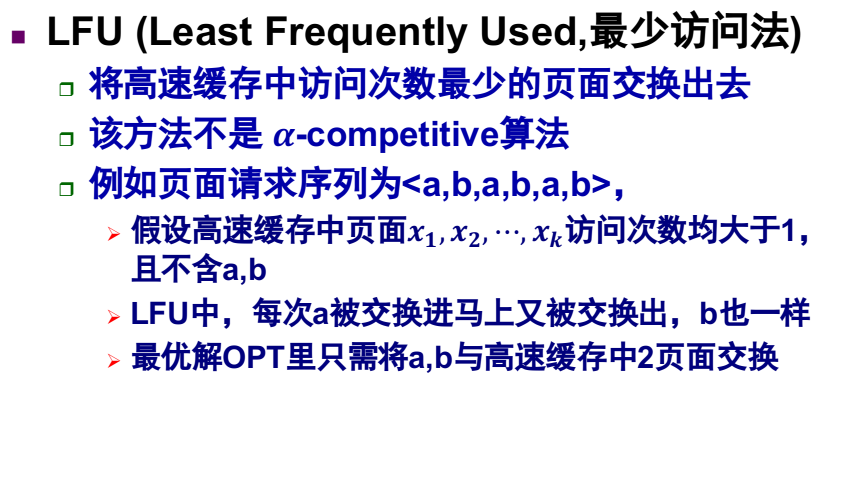 LFU (Least Frequently Used,最少访问法)
将高速缓存中访问次数最少的页面交换出去
该方法不是 α-competitive算法
例如页面请求序列为<a,b,a,b,a,b>，
假设高速缓存中页面x₁, x₂, ⋯, xₖ访问次数均大于1，
且不含a,b
LFU中，每次a被交换进马上又被交换出，b也一样
最优解OPT里只需将a,b与高速缓存中2页面交换